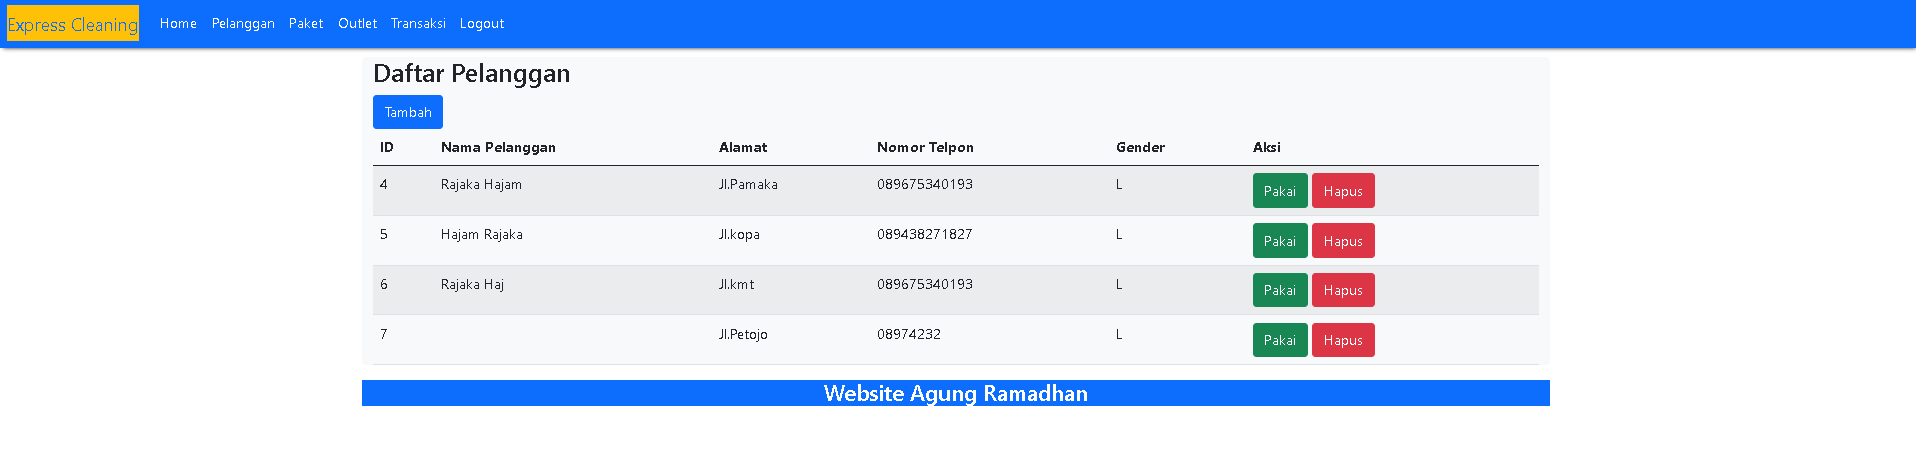 Express Cleaning Home Pelanggan Paket Outlet Transaksi Logout
Daftar Pelanggan
Tambah
ID Nama Pelanggan Alamat Nomor Telpon Gender Aksi
4 Rajaka Hajam Jl.Pamaka 089675340193 L Pakai Hapus
5 Hajam Rajaka Jl.kopa 089438271827 L Pakai Hapus
6 Rajaka Haj Jl.kmt 089675340193 L Pakai Hapus
7 Jl.Petojo 08974232 L Pakai Hapus
Website Agung Ramadhan